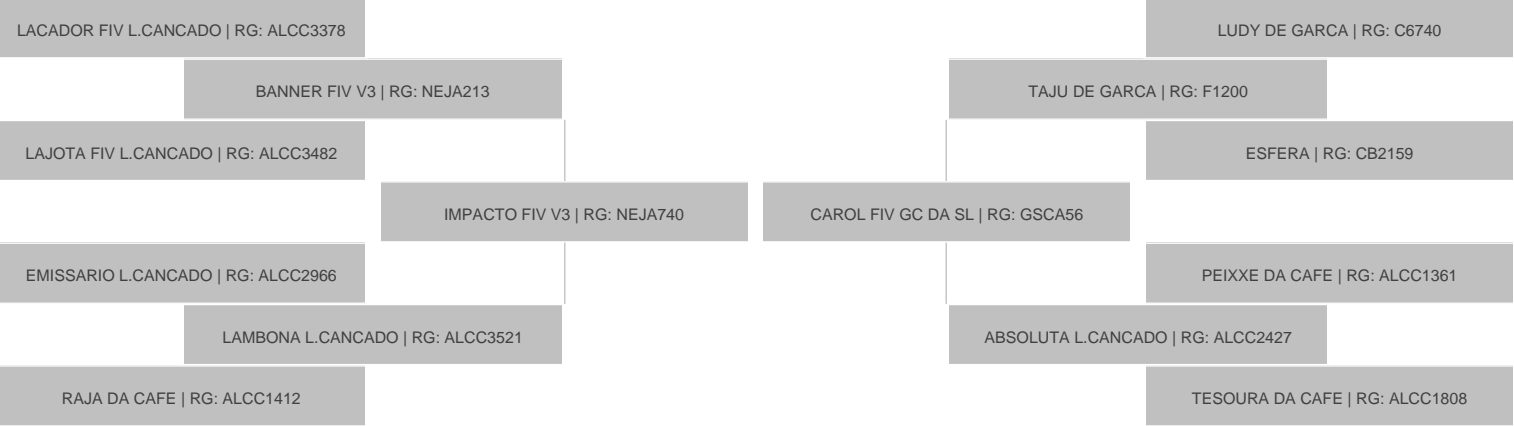 LACADOR FIV L.CANCADO | RG: ALCC3378
LUDY DE GARCA | RG: C6740
BANNER FIV V3 | RG: NEJA213
TAJU DE GARCA | RG: F1200
LAJOTA FIV L.CANCADO | RG: ALCC3482
ESFERA | RG: CB2159
IMPACTO FIV V3 | RG: NEJA740
CAROL FIV GC DA SL | RG: GSCA56
EMISSARIO L.CANCADO | RG: ALCC2966
PEIXXE DA CAFE | RG: ALCC1361
LAMBONA L.CANCADO | RG: ALCC3521
ABSOLUTA L.CANCADO | RG: ALCC2427
RAJA DA CAFE | RG: ALCC1412
TESOURA DA CAFE | RG: ALCC1808